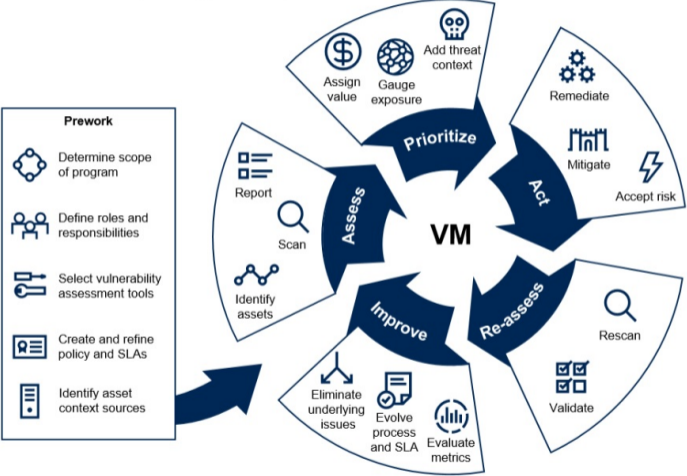 Prework
Determine scope
of program
Define roles and
responsibilities
Select vulnerability
assessment tools
Create and refine
policy and SLAs
Identify asset
context sources
VM
Assess
Report
Scan
Identify
assets
Prioritize
Assign
value
Gauge
exposure
Add threat
context
Act
Remediate
Mitigate
Accept risk
Re-assess
Rescan
Validate
Improve
Eliminate
underlying
issues
Evolve
process
and SLA
Evaluate
metrics